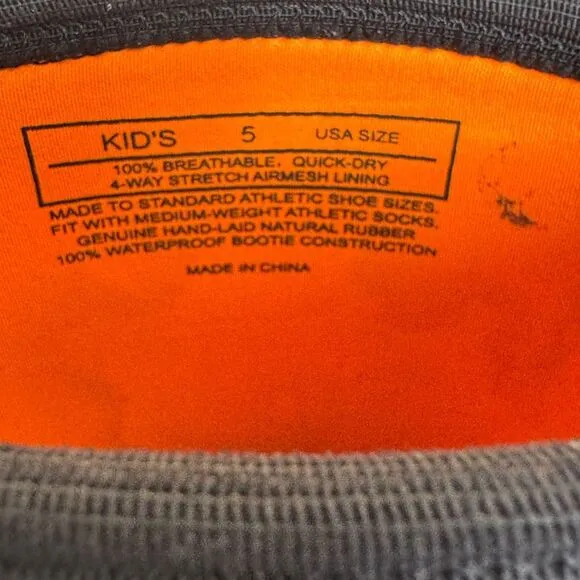 KID'S 5 USA SIZE
100% BREATHABLE, QUICK-DRY
4-WAY STRETCH AIRMESH LINING
MADE TO STANDARD ATHLETIC SHOE SIZES.
FIT WITH MEDIUM-WEIGHT ATHLETIC SOCKS.
GENUINE HAND-LAID NATURAL RUBBER
100% WATERPROOF BOOTIE CONSTRUCTION
MADE IN CHINA